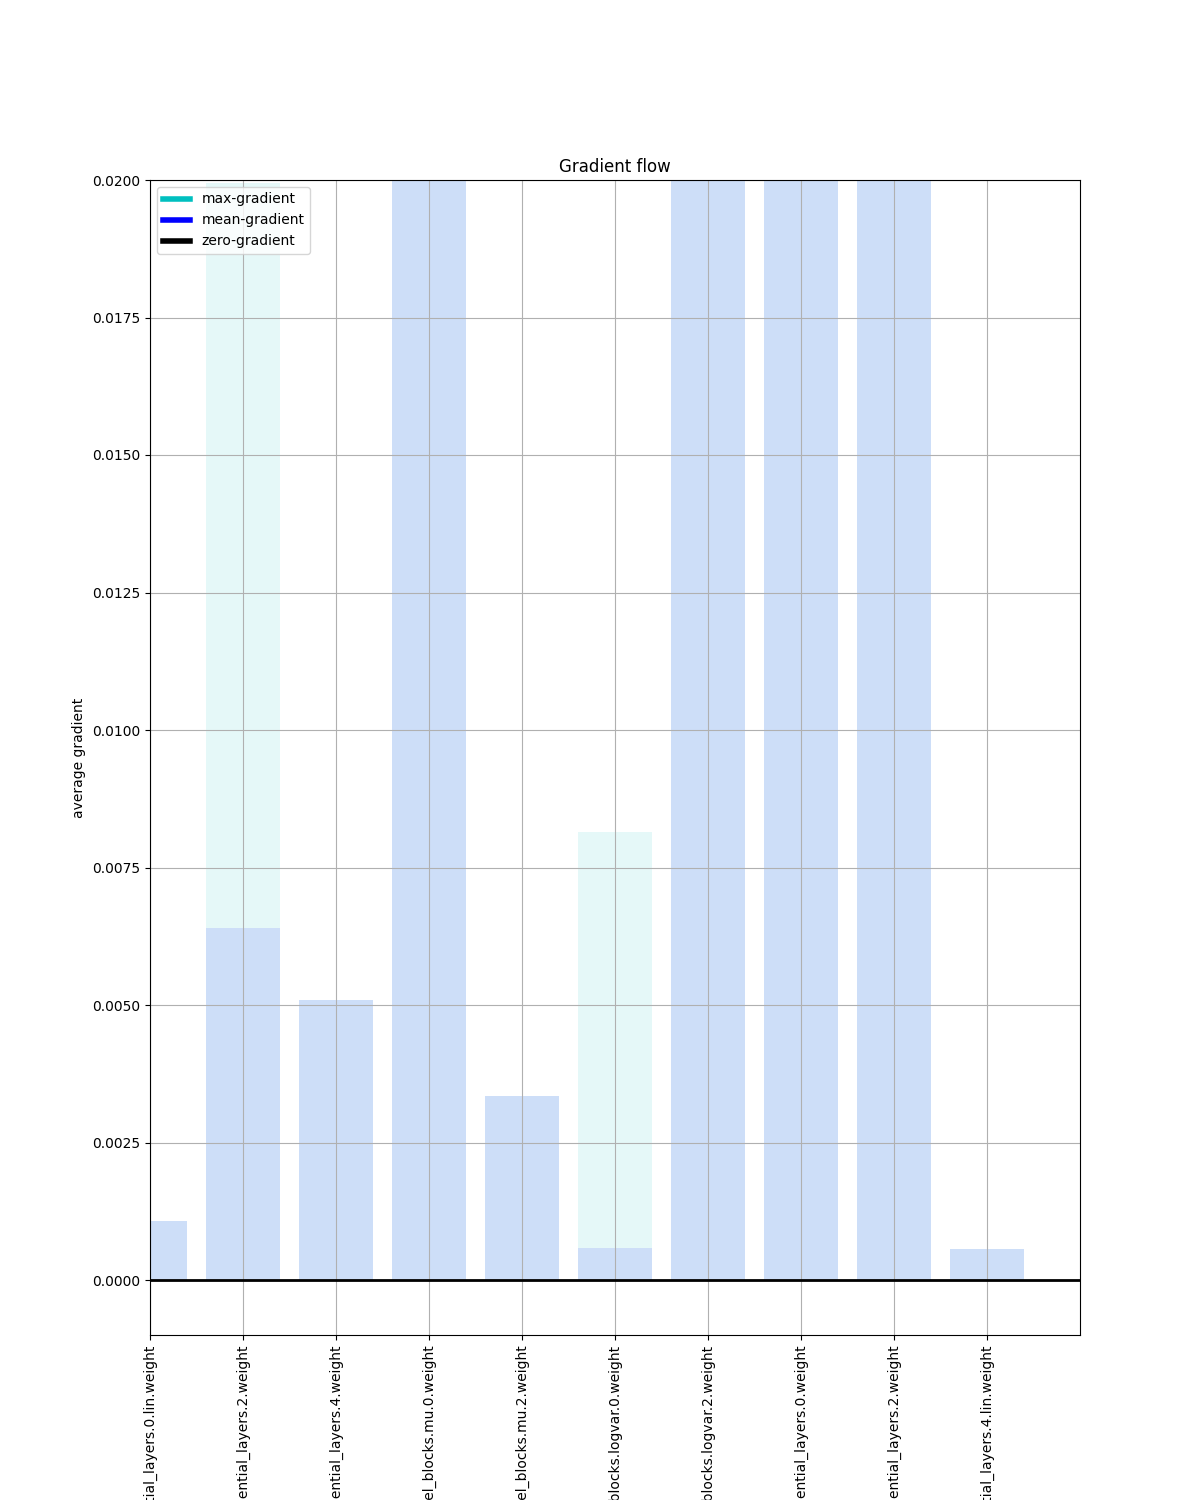 Gradient flow
max-gradient
mean-gradient
zero-gradient
0.0200
0.0175
0.0150
0.0125
0.0100
0.0075
0.0050
0.0025
0.0000
average gradient
tial_layers.0.lin.weight
ential_layers.2.weight
ential_layers.4.weight
el_blocks.mu.0.weight
el_blocks.mu.2.weight
blocks.logvar.0.weight
blocks.logvar.2.weight
ential_layers.0.weight
ential_layers.2.weight
tial_layers.4.lin.weight